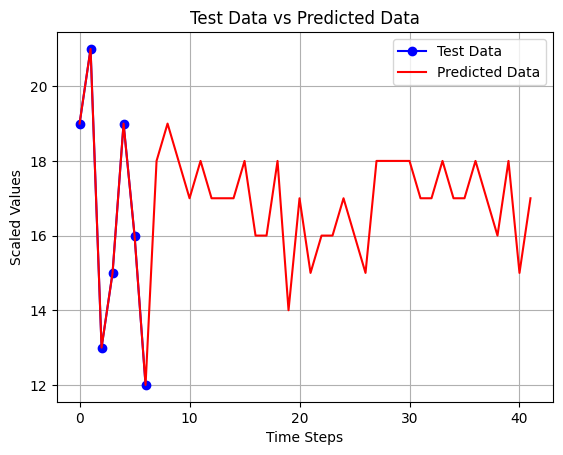 Test Data vs Predicted Data
Test Data
Predicted Data
Scaled Values
20
18
16
14
12
0
10
20
30
40
Time Steps